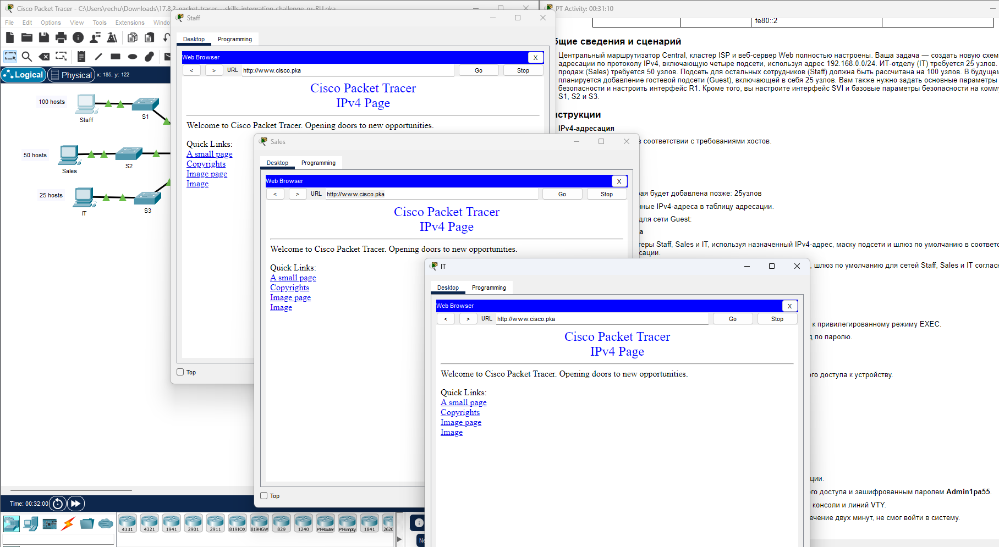 Cisco Packet Tracer - C:\Users\rechu\Downloads\17.8.2-packet-tracer---skills-integration-challenge_ru-RU.pka
File Edit Options View Tools Extensions Windo
Logical Physical x: 185, y: 122
100 hosts
Staff
S1
50 hosts
Sales
S2
25 hosts
IT
S3
Time: 00:32:00
4331 4321 1941 2901 2911 819IOX 819HGW 829 1240 PT-Router PT-Empty 1841 2620
Ne
Staff
Desktop Programming
Web Browser X
< > URL http://www.cisco.pka Go Stop
Cisco Packet Tracer
IPv4 Page
Welcome to Cisco Packet Tracer. Opening doors to new opportunities.
Quick Links:
A small page
Copyrights
Image page
Image
Top
Sales
Desktop Programming
Web Browser X
< > URL http://www.cisco.pka Go Stop
Cisco Packet Tracer
IPv4 Page
Welcome to Cisco Packet Tracer. Opening doors to new opportunities.
Quick Links:
A small page
Copyrights
Image page
Image
Top
IT
Desktop Programming
Web Browser X
< > URL http://www.cisco.pka Go Stop
Cisco Packet Tracer
IPv4 Page
Welcome to Cisco Packet Tracer. Opening doors to new opportunities.
Quick Links:
A small page
Copyrights
Image page
Image
PT Activity: 00:31:10
fe80::2
бщие сведения и сценарий
Центральный маршрутизатор Central, кластер ISP и веб-сервер Web полностью настроены. Ваша задача — создать новую схем
адресации по протоколу IPv4, включающую четыре подсети, используя адрес 192.168.0.0/24. ИТ-отделу (IT) требуется 25 узлов.
продаж (Sales) требуется 50 узлов. Подсеть для остальных сотрудников (Staff) должна быть рассчитана на 100 узлов. В будущем
планируется добавление гостевой подсети (Guest), включающей в себя 25 узлов. Вам также нужно задать основные параметры
безопасности и настроить интерфейс R1. Кроме того, вы настроите интерфейс SVI и базовые параметры безопасности на комму
S1, S2 и S3.
нструкции
IPv4-адресация
в соответствии с требованиями хостов.
ая будет добавлена позже: 25узлов
нные IPv4-адреса в таблицу адресации.
для сети Guest:
а
теры Staff, Sales и IT, используя назначенный IPv4-адрес, маску подсети и шлюз по умолчанию в соответс
сации.
, шлюз по умолчанию для сетей Staff, Sales и IT согласн
к привилегированному режиму EXEC.
д по паролю.
го доступа к устройству.
ции.
го доступа и зашифрованным паролем Admin1pa55.
консоли и линий VTY.
ечение двух минут, не смог войти в систему.